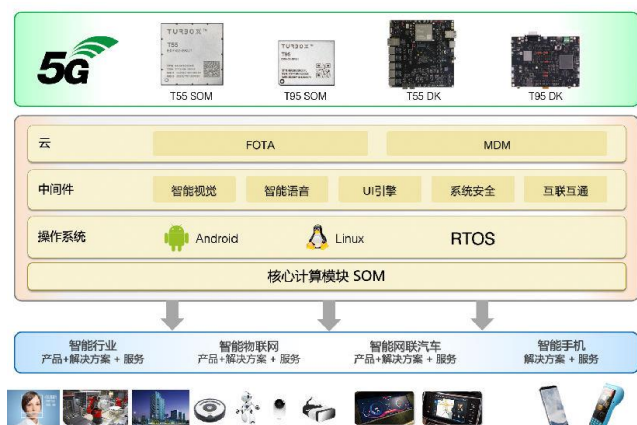 5G
TURBOX™
T55
TURBOX™
T95
T55 SOM
T95 SOM
T55 DK
T95 DK
云
FOTA
MDM
中间件
智能视觉
智能语音
UI引擎
系统安全
互联互通
操作系统
Android
Linux
RTOS
核心计算模块 SOM
智能行业
产品+解决方案 + 服务
智能物联网
产品+解决方案 + 服务
智能网联汽车
产品+解决方案 + 服务
智能手机
解决方案 + 服务